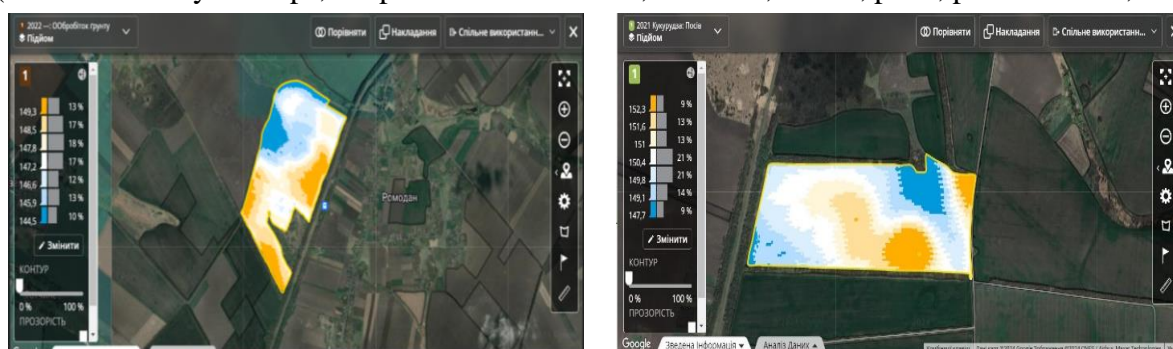 1 2022 —: ООбробіток ґрунту
Підйом
Порівняти
Накладання
Спільне використанн...
X
1
13 %
149,3
17 %
148,5
18 %
147,8
17 %
147,2
12 %
146,6
13 %
145,9
10 %
144,5
Змінити
КОНТУР
0 % 100 %
ПРОЗОРІСТЬ
Ромодан
1 2021 Кукурудза: Посів
Підйом
Порівняти
Накладання
Спільне використанн...
1
9 %
152,3
13 %
151,6
13 %
151
21 %
150,4
21 %
149,8
14 %
149,1
9 %
147,7
Змінити
КОНТУР
0 % 100 %
ПРОЗОРІСТЬ
Google
Зведена Інформація
Аналіз Даних